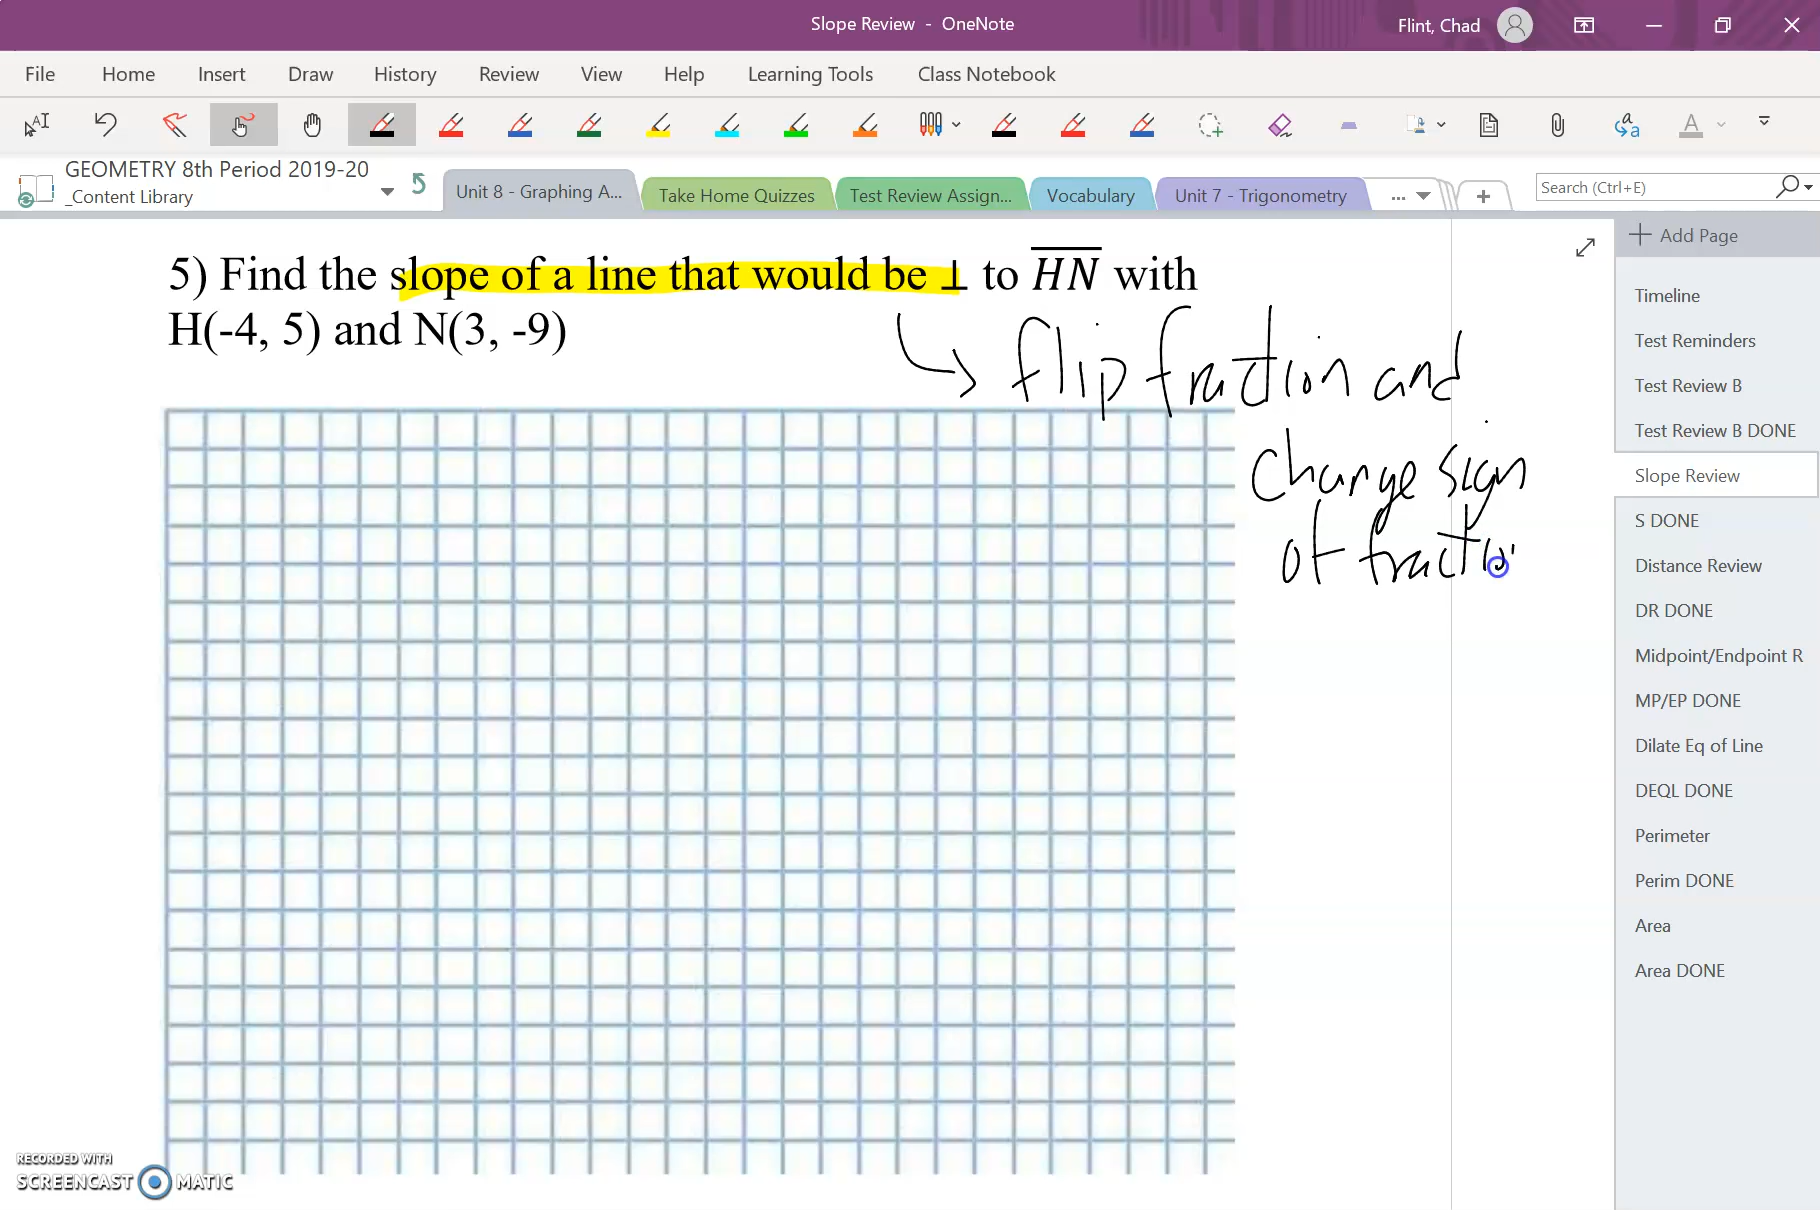 Slope Review - OneNote
Flint, Chad
File Home Insert Draw History Review View Help Learning Tools Class Notebook
GEOMETRY 8th Period 2019-20
_Content Library
Unit 8 - Graphing A... Take Home Quizzes Test Review Assign... Vocabulary Unit 7 - Trigonometry ... +
Search (Ctrl+E)
Add Page
5) Find the slope of a line that would be ⊥ to H̅N̅ with
H(-4, 5) and N(3, -9)
flip fraction and
change sign
of fractio
Timeline
Test Reminders
Test Review B
Test Review B DONE
Slope Review
S DONE
Distance Review
DR DONE
Midpoint/Endpoint R
MP/EP DONE
Dilate Eq of Line
DEQL DONE
Perimeter
Perim DONE
Area
Area DONE
RECORDED WITH
SCREENCAST MATIC